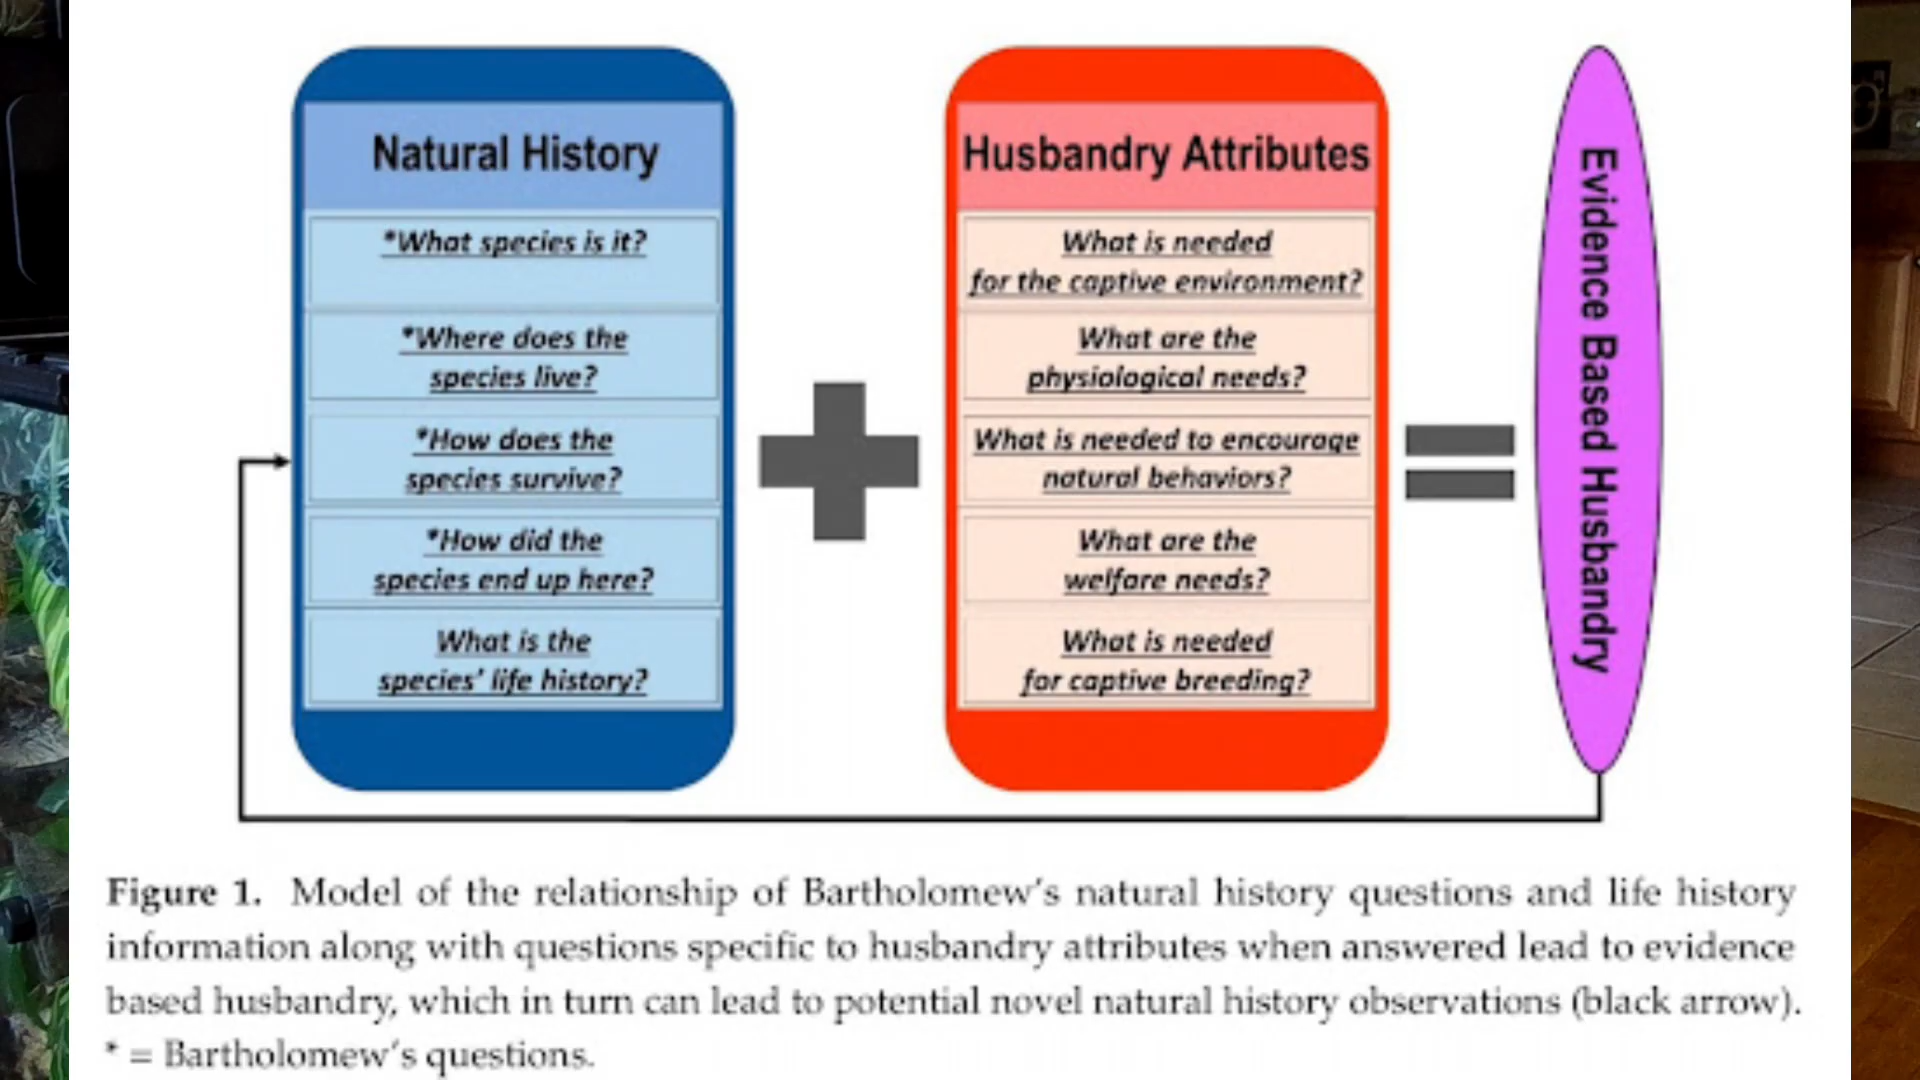 Natural History
*What species is it?
*Where does the
species live?
*How does the
species survive?
*How did the
species end up here?
What is the
species' life history?
Husbandry Attributes
What is needed
for the captive environment?
What are the
physiological needs?
What is needed to encourage
natural behaviors?
What are the
welfare needs?
What is needed
for captive breeding?
Evidence Based Husbandry
Figure 1. Model of the relationship of Bartholomew's natural history questions and life history
information along with questions specific to husbandry attributes when answered lead to evidence
based husbandry, which in turn can lead to potential novel natural history observations (black arrow).
* = Bartholomew's questions.